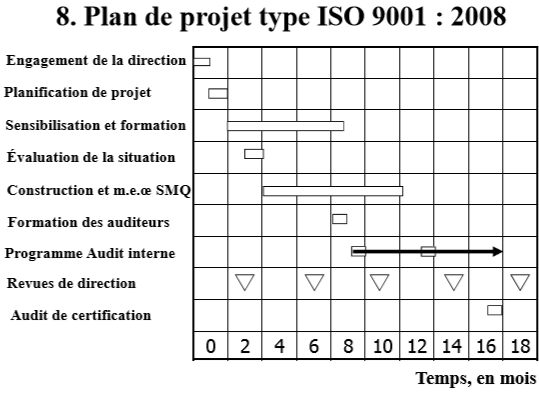 8. Plan de projet type ISO 9001 : 2008
Engagement de la direction
Planification de projet
Sensibilisation et formation
Évaluation de la situation
Construction et m.e.œ SMQ
Formation des auditeurs
Programme Audit interne
Revues de direction
Audit de certification
0 2 4 6 8 10 12 14 16 18
Temps, en mois